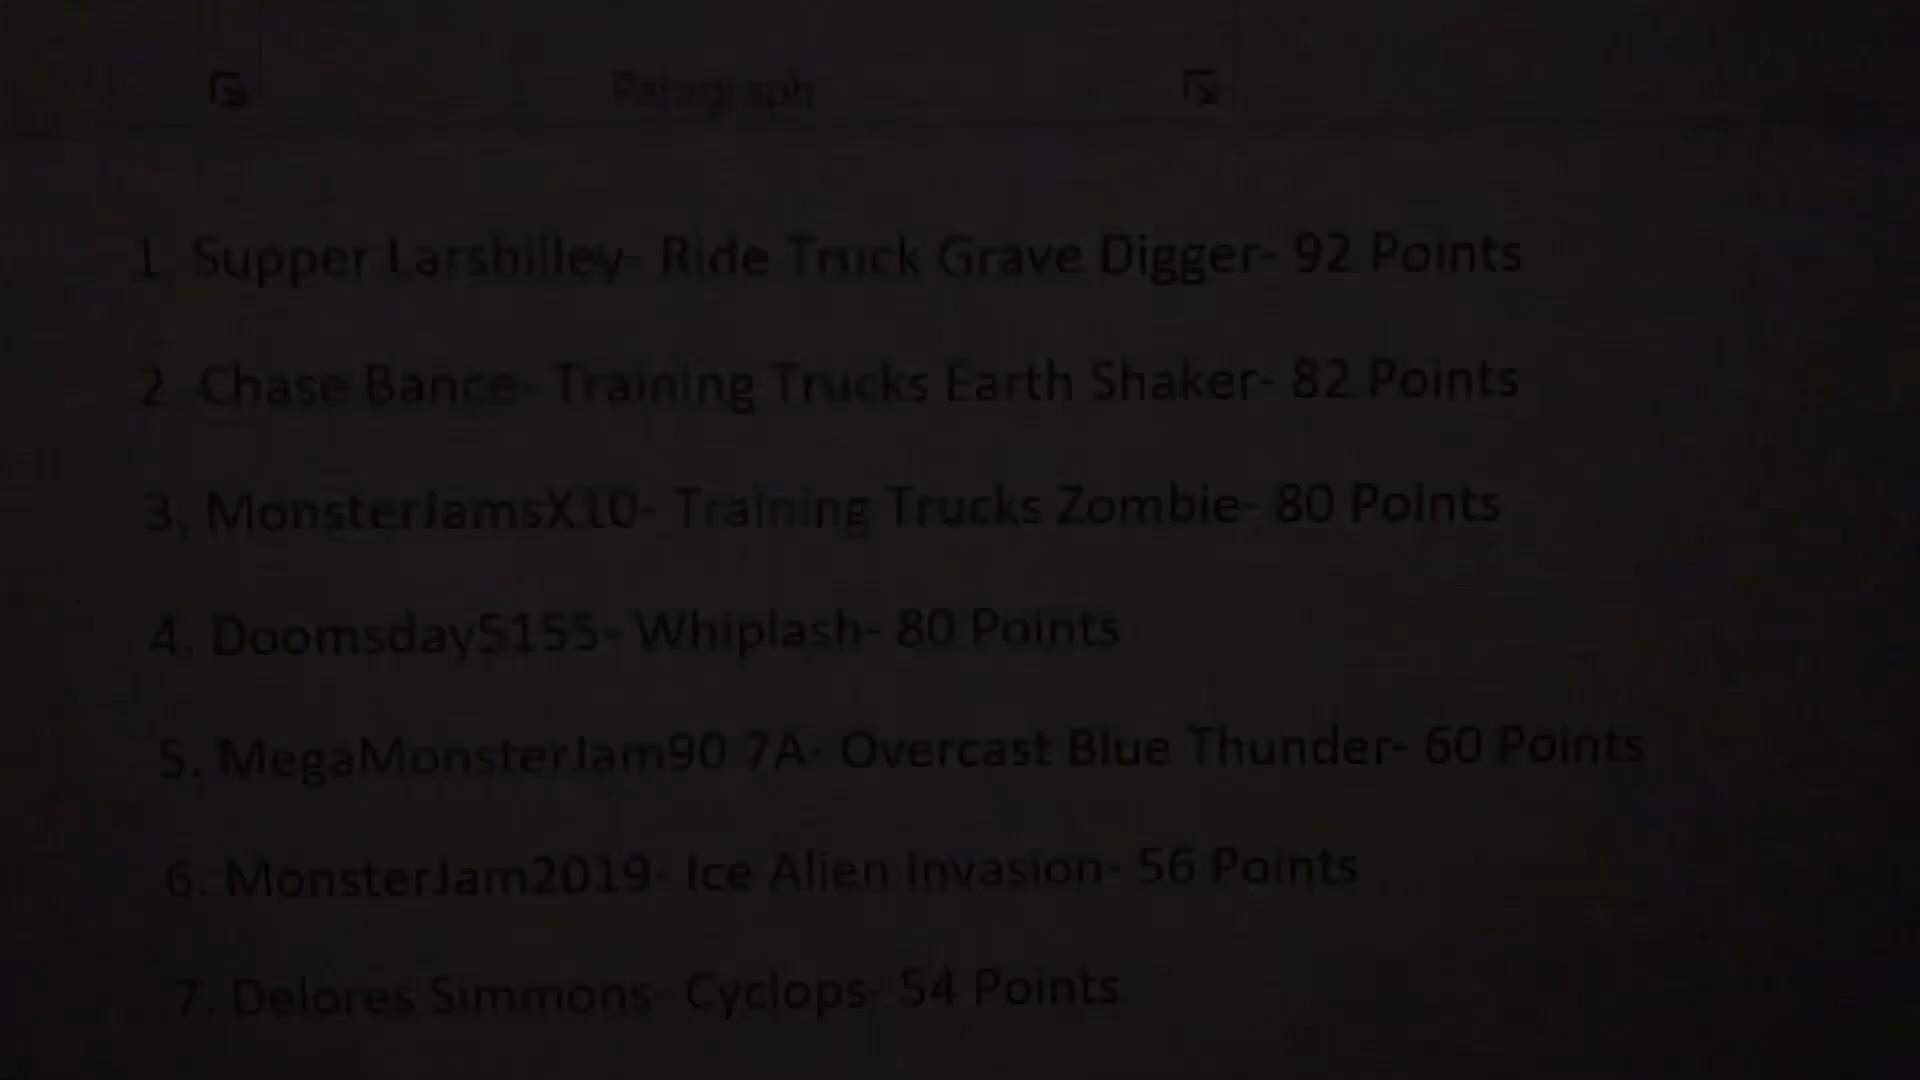 Paragraph
1. Supper Larsbilley- Ride Truck Grave Digger- 92 Points
2. Chase Bance- Training Trucks Earth Shaker- 82 Points
3. MonsterJamsX10- Training Trucks Zombie- 80 Points
4. Doomsday5155- Whiplash- 80 Points
5. MegaMonsterJam90 7A- Overcast Blue Thunder- 60 Points
6. MonsterJam2019- Ice Alien Invasion- 56 Points
7. Delores Simmons- Cyclops- 54 Points